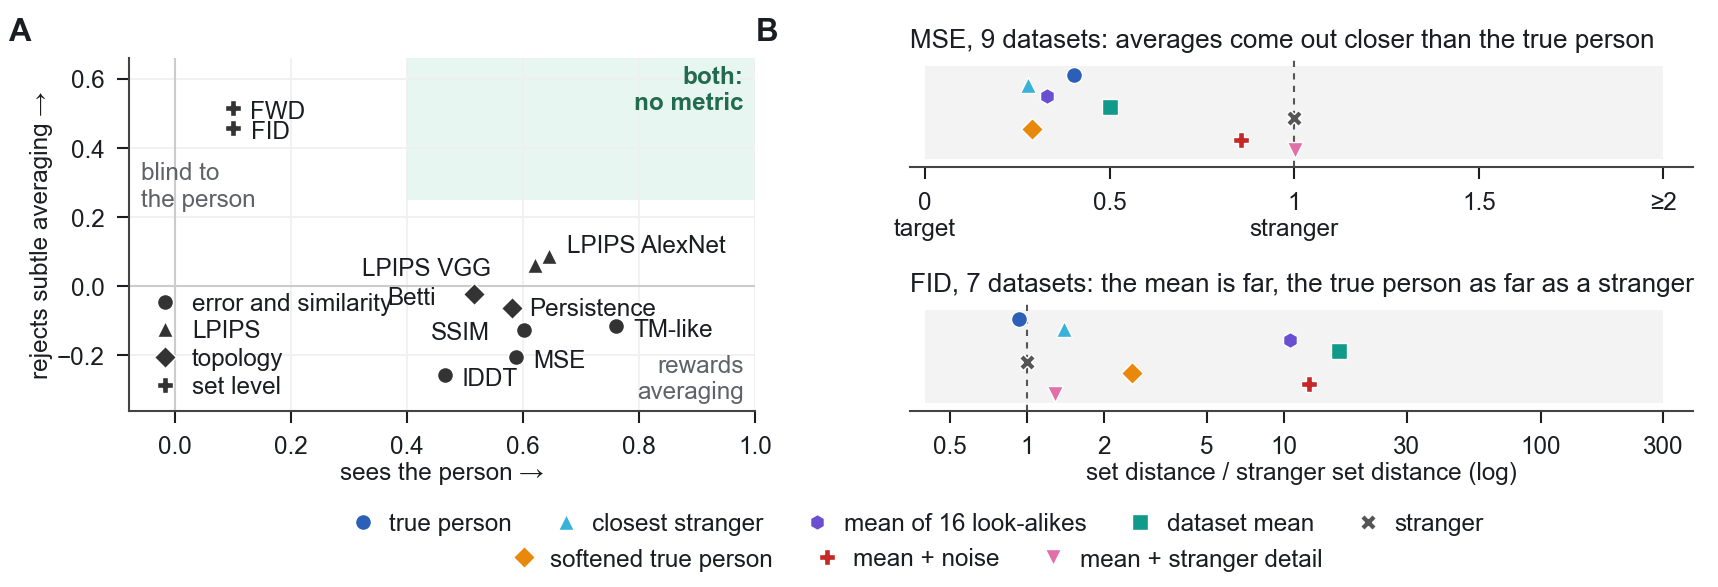 A
rejects subtle averaging →
0.6
0.4
0.2
0.0
−0.2
both:
no metric
FWD
FID
blind to
the person
LPIPS AlexNet
LPIPS VGG
Betti
Persistence
SSIM
TM-like
MSE
lDDT
rewards
averaging
error and similarity
LPIPS
topology
set level
0.0 0.2 0.4 0.6 0.8 1.0
sees the person →
B
MSE, 9 datasets: averages come out closer than the true person
0 0.5 1 1.5 ≥2
target stranger
FID, 7 datasets: the mean is far, the true person as far as a stranger
0.5 1 2 5 10 30 100 300
set distance / stranger set distance (log)
true person closest stranger mean of 16 look-alikes dataset mean stranger
softened true person mean + noise mean + stranger detail